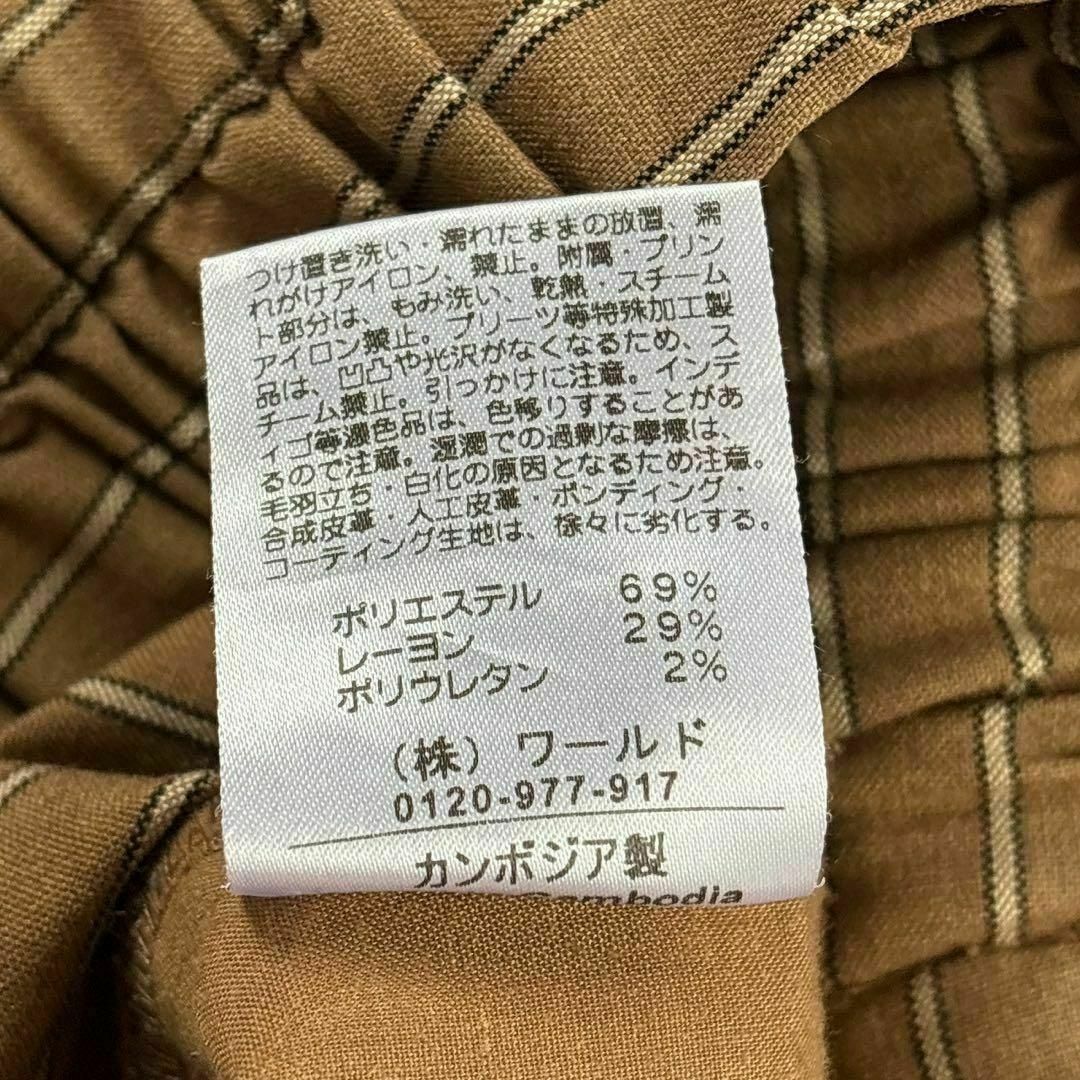 つけ置き洗い・濡れたままの放置、濡
れがけアイロン、禁止。附属・プリン
ト部分は、もみ洗い、乾熱・スチーム
アイロン禁止。プリーツ等特殊加工製
品は、凹凸や光沢がなくなるため、ス
チーム禁止。引っかけに注意。インデ
ィゴ等濃色品は、色移りすることがあ
るので注意。湿潤での過剰な摩擦は、
毛羽立ち・白化の原因となるため注意。
合成皮革・人工皮革・ボンディング・
コーティング生地は、徐々に劣化する。
ポリエステル 69%
レーヨン 29%
ポリウレタン 2%
(株) ワールド
0120-977-917
カンボジア製
Cambodia